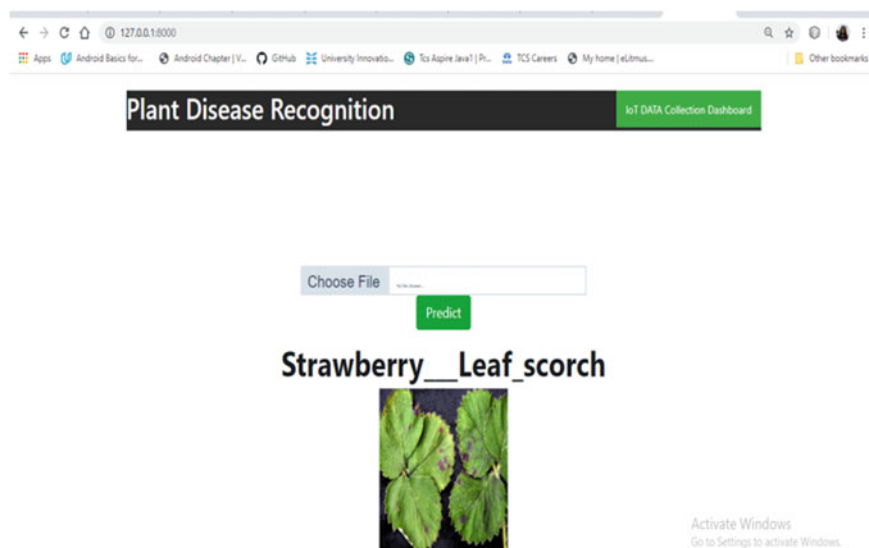 127.0.0.1:8000
Apps Android Basics for... Android Chapter | V... GitHub University Innovatio... Tcs Aspire Java1 | Pr... TCS Careers My home | eLitmus... Other bookmarks
Plant Disease Recognition IoT DATA Collection Dashboard
Choose File
Predict
Strawberry___Leaf_scorch
Activate Windows
Go to Settings to activate Windows.